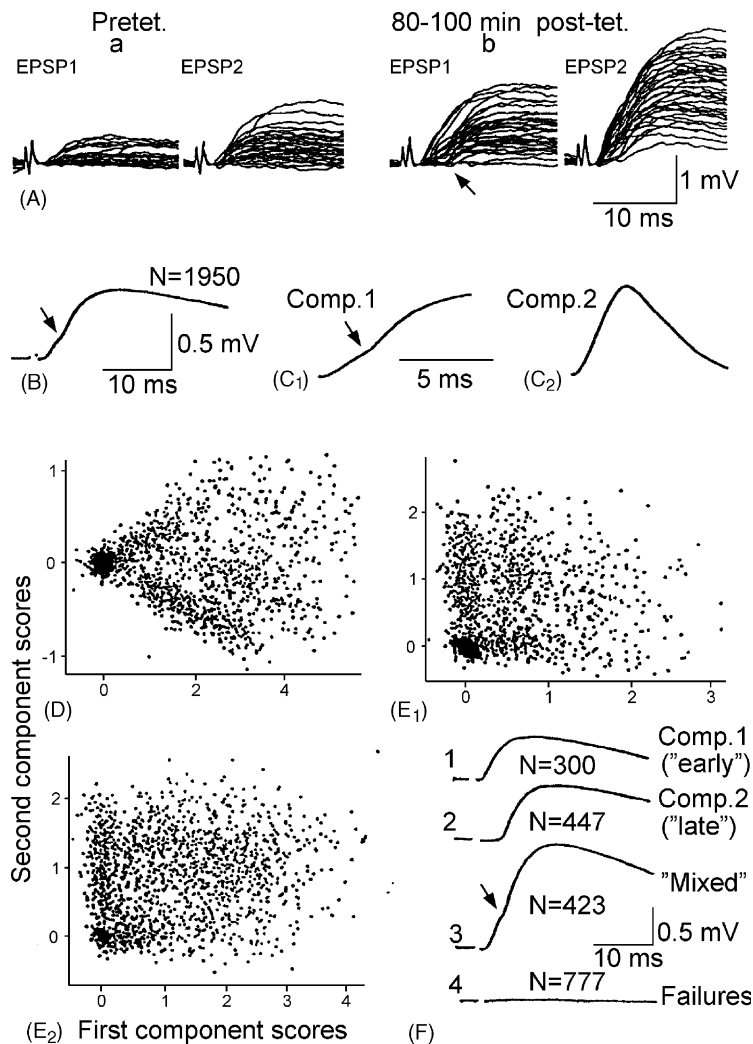 Pretet.
80-100 min post-tet.
a
b
EPSP1
EPSP2
EPSP1
EPSP2
1 mV
10 ms
(A)
N=1950
0.5 mV
10 ms
(B)
Comp.1
5 ms
(C1)
Comp.2
(C2)
Second component scores
1
0
-1
0
2
4
(D)
2
1
0
0
1
2
3
(E1)
2
1
0
0
1
2
3
4
(E2)
First component scores
1
N=300
Comp.1
("early")
2
N=447
Comp.2
("late")
3
N=423
"Mixed"
0.5 mV
10 ms
4
N=777
Failures
(F)